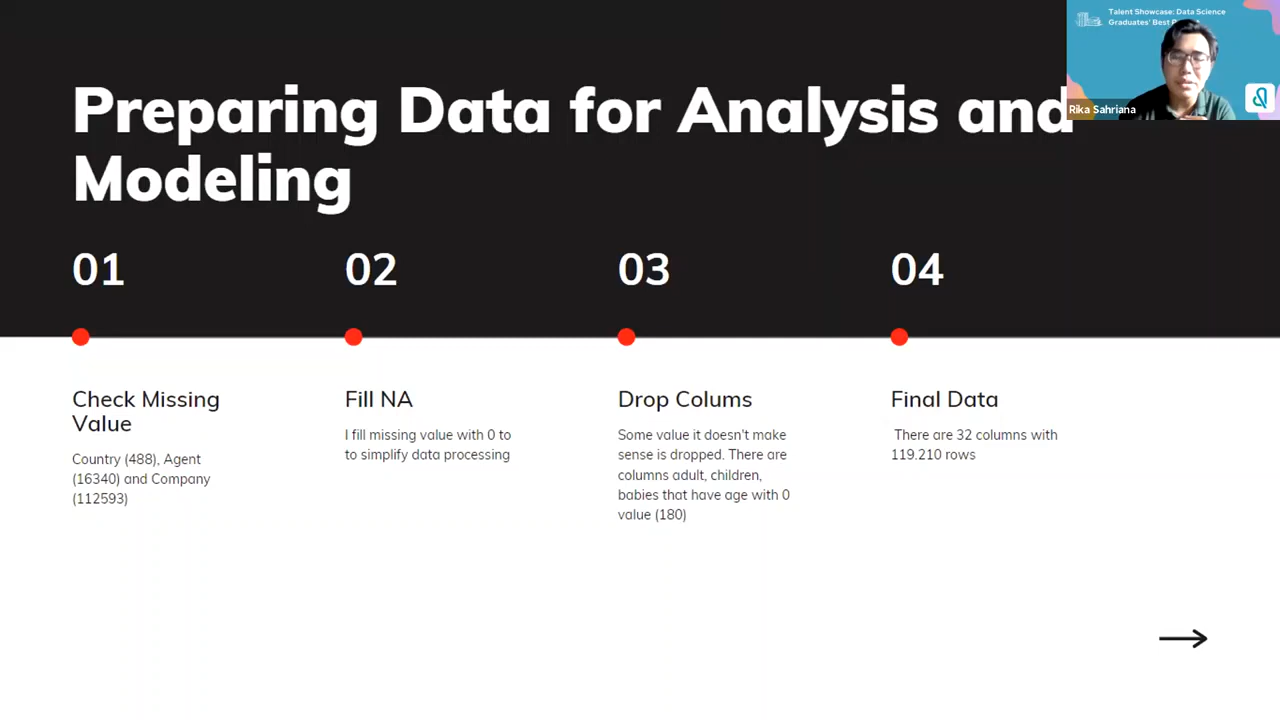 Talent Showcase: Data Science
Graduates' Best
Rika Sahriana
Preparing Data for Analysis and
Modeling
01
02
03
04
Check Missing
Value
Country (488), Agent
(16340) and Company
(112593)
Fill NA
I fill missing value with 0 to
to simplify data processing
Drop Colums
Some value it doesn't make
sense is dropped. There are
columns adult, children,
babies that have age with 0
value (180)
Final Data
There are 32 columns with
119.210 rows